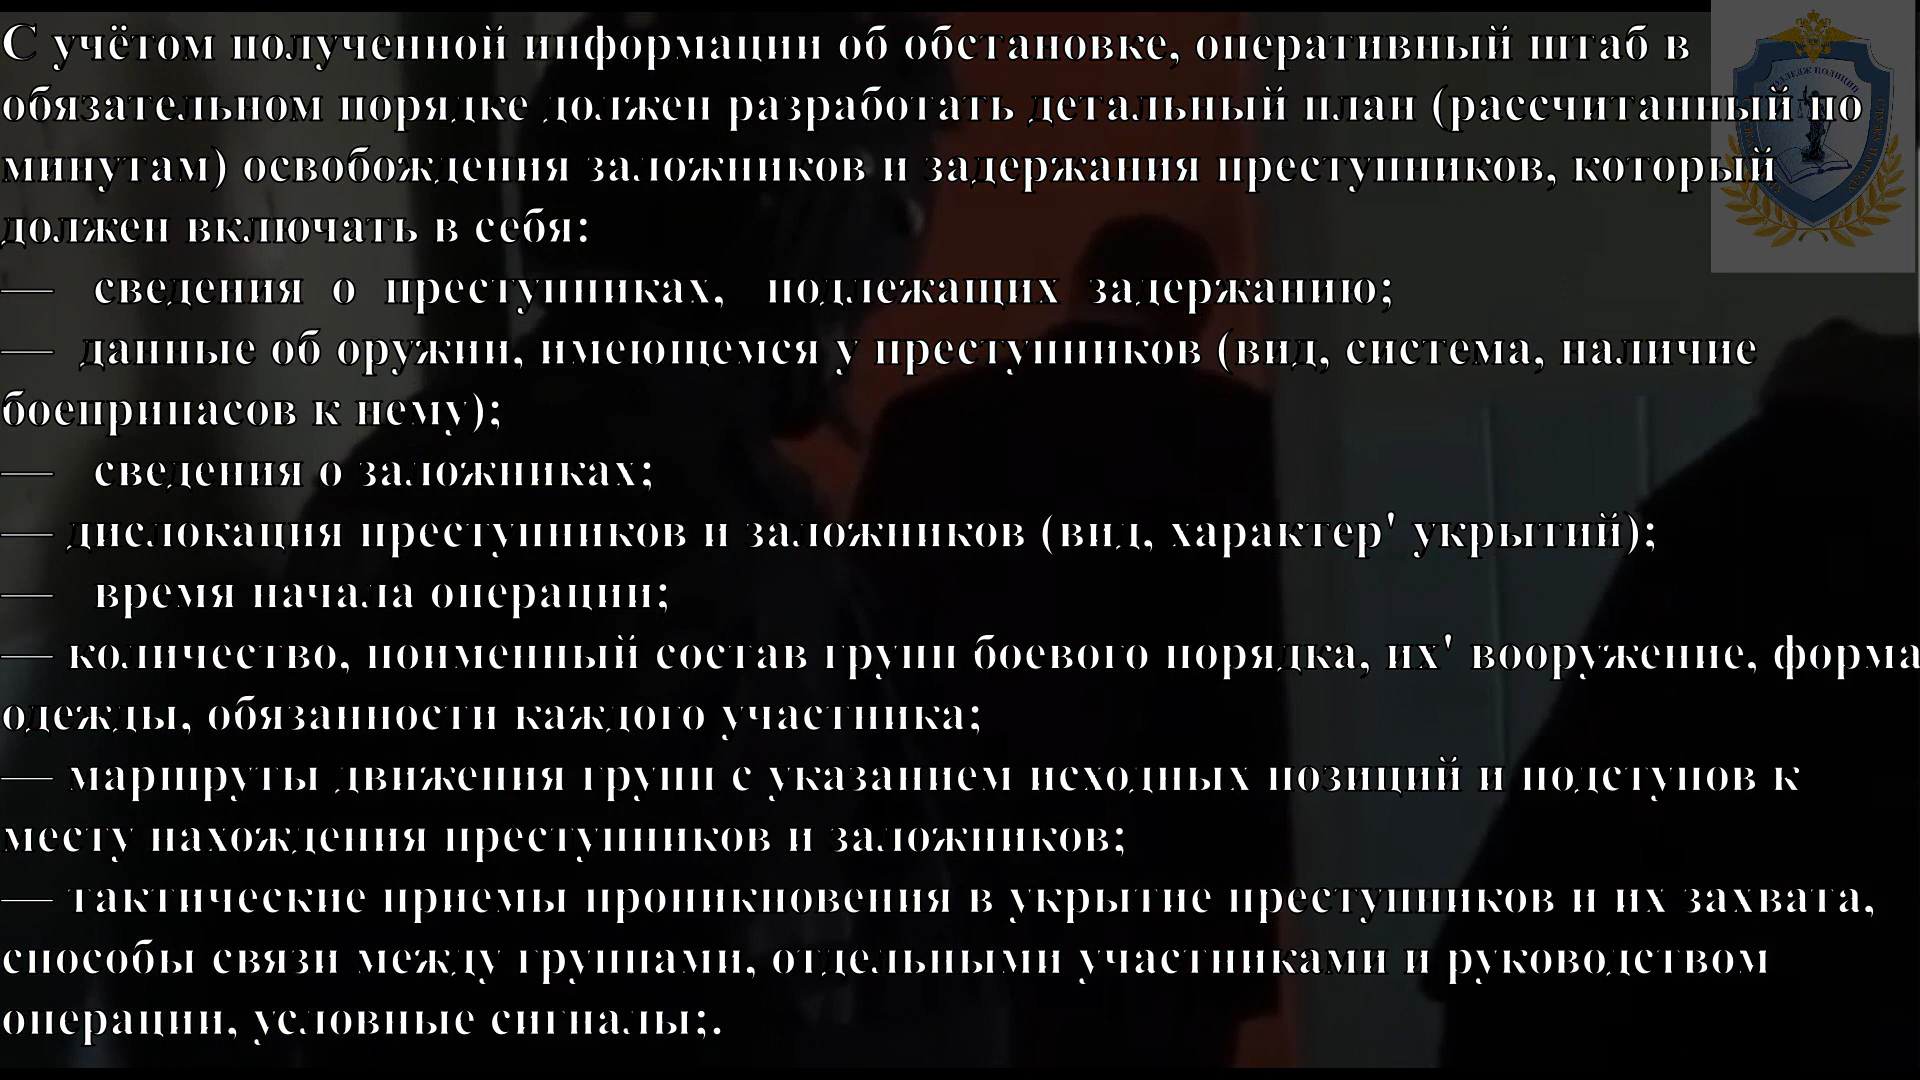 С учётом полученной информации об обстановке, оперативный штаб в
обязательном порядке должен разработать детальный план (рассчитанный по
минутам) освобождения заложников и задержания преступников, который
должен включать в себя:
— сведения о преступниках, подлежащих задержанию;
— данные об оружии, имеющемся у преступников (вид, система, наличие
боеприпасов к нему);
— сведения о заложниках;
— дислокация преступников и заложников (вид, характер' укрытий);
— время начала операции;
— количество, поименный состав групп боевого порядка, их' вооружение, форма
одежды, обязанности каждого участника;
— маршруты движения групп с указанием исходных позиций и подступов к
месту нахождения преступников и заложников;
— тактические приемы проникновения в укрытие преступников и их захвата,
способы связи между группами, отдельными участниками и руководством
операции, условные сигналы;.